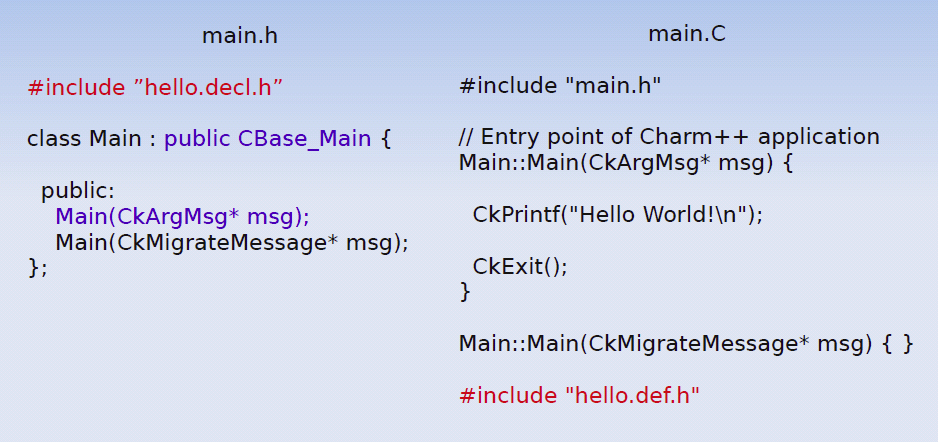 main.h
#include ”hello.decl.h”
class Main : public CBase_Main {
public:
Main(CkArgMsg* msg);
Main(CkMigrateMessage* msg);
};
main.C
#include "main.h"
// Entry point of Charm++ application
Main::Main(CkArgMsg* msg) {
CkPrintf("Hello World!\n");
CkExit();
}
Main::Main(CkMigrateMessage* msg) { }
#include "hello.def.h"